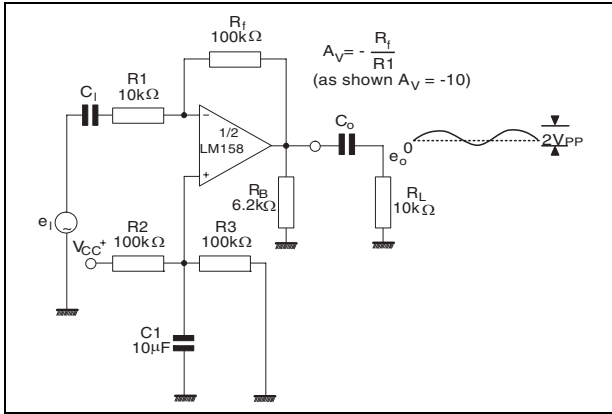 Rf
100kΩ
AV = - Rf
R1
(as shown AV = -10)
R1
10kΩ
CI
1/2
LM158
Co
0
eo
2VPP
RB
6.2kΩ
RL
10kΩ
eI
VCC+
R2
100kΩ
R3
100kΩ
C1
10µF